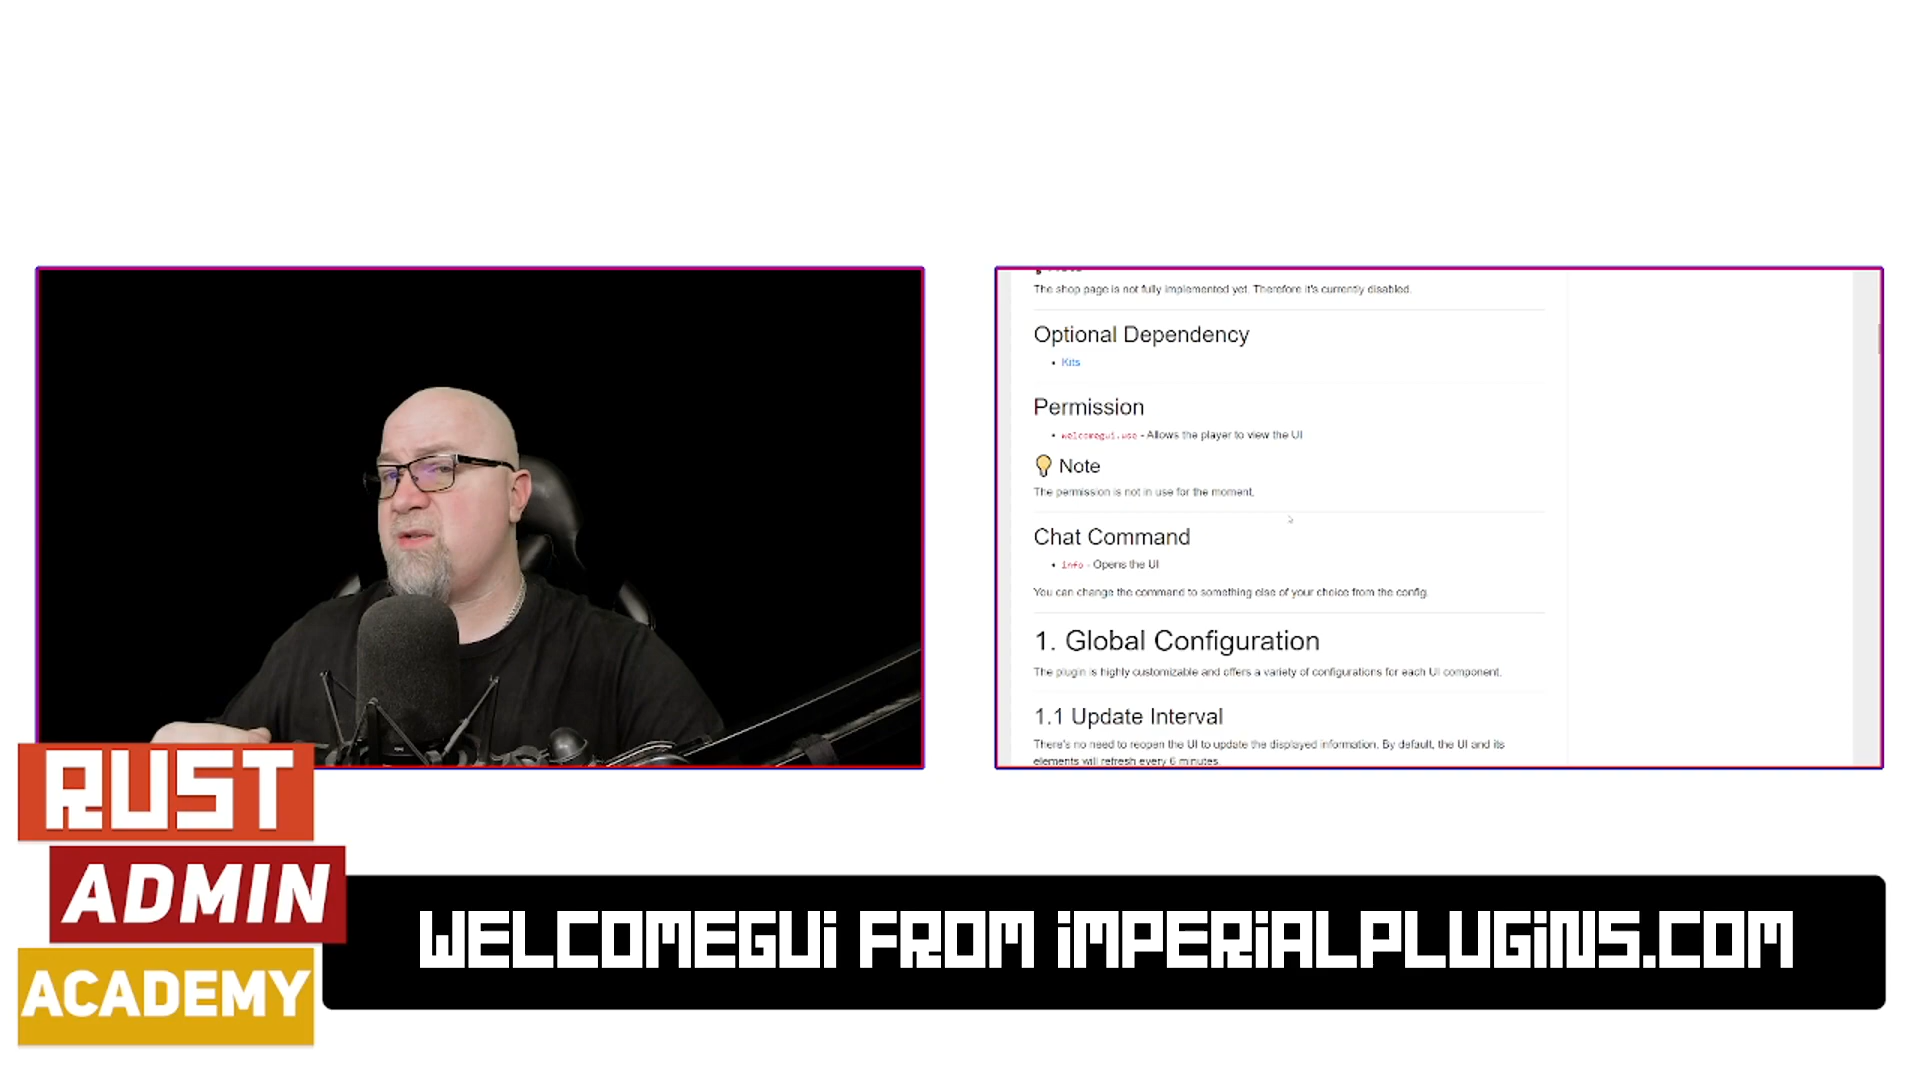 The shop page is not fully implemented yet. Therefore it's currently disabled.
Optional Dependency
• Kits
Permission
• welcomegui.use - Allows the player to view the UI
Note
The permission is not in use for the moment.
Chat Command
• info - Opens the UI
You can change the command to something else of your choice from the config.
1. Global Configuration
The plugin is highly customizable and offers a variety of configurations for each UI component.
1.1 Update Interval
There's no need to reopen the UI to update the displayed information. By default, the UI and its
elements will refresh every 6 minutes.
RUST
ADMIN
ACADEMY
WELCOMEGUI FROM IMPERIALPLUGINS.COM